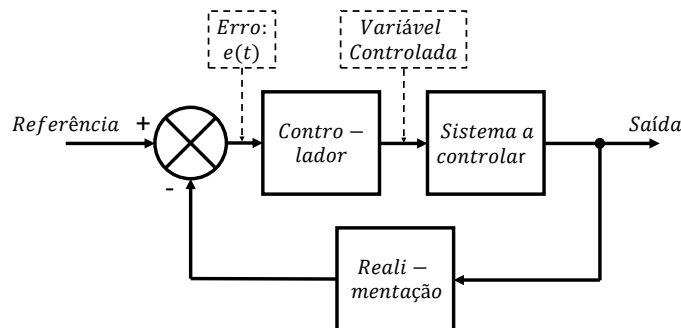 Erro:
e(t)
Variável
Controlada
Referência
+
-
Contro -
lador
Sistema a
controlar
Saída
Reali -
mentação